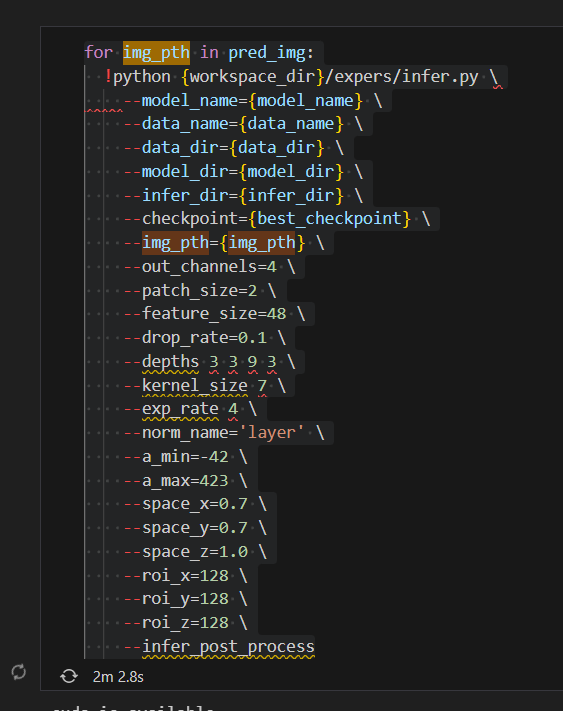 for img_pth in pred_img:
!python {workspace_dir}/expers/infer.py \
--model_name={model_name} \
--data_name={data_name} \
--data_dir={data_dir} \
--model_dir={model_dir} \
--infer_dir={infer_dir} \
--checkpoint={best_checkpoint} \
--img_pth={img_pth} \
--out_channels=4 \
--patch_size=2 \
--feature_size=48 \
--drop_rate=0.1 \
--depths 3 3 9 3 \
--kernel_size 7 \
--exp_rate 4 \
--norm_name='layer' \
--a_min=-42 \
--a_max=423 \
--space_x=0.7 \
--space_y=0.7 \
--space_z=1.0 \
--roi_x=128 \
--roi_y=128 \
--roi_z=128 \
--infer_post_process
2m 2.8s
cuda is available